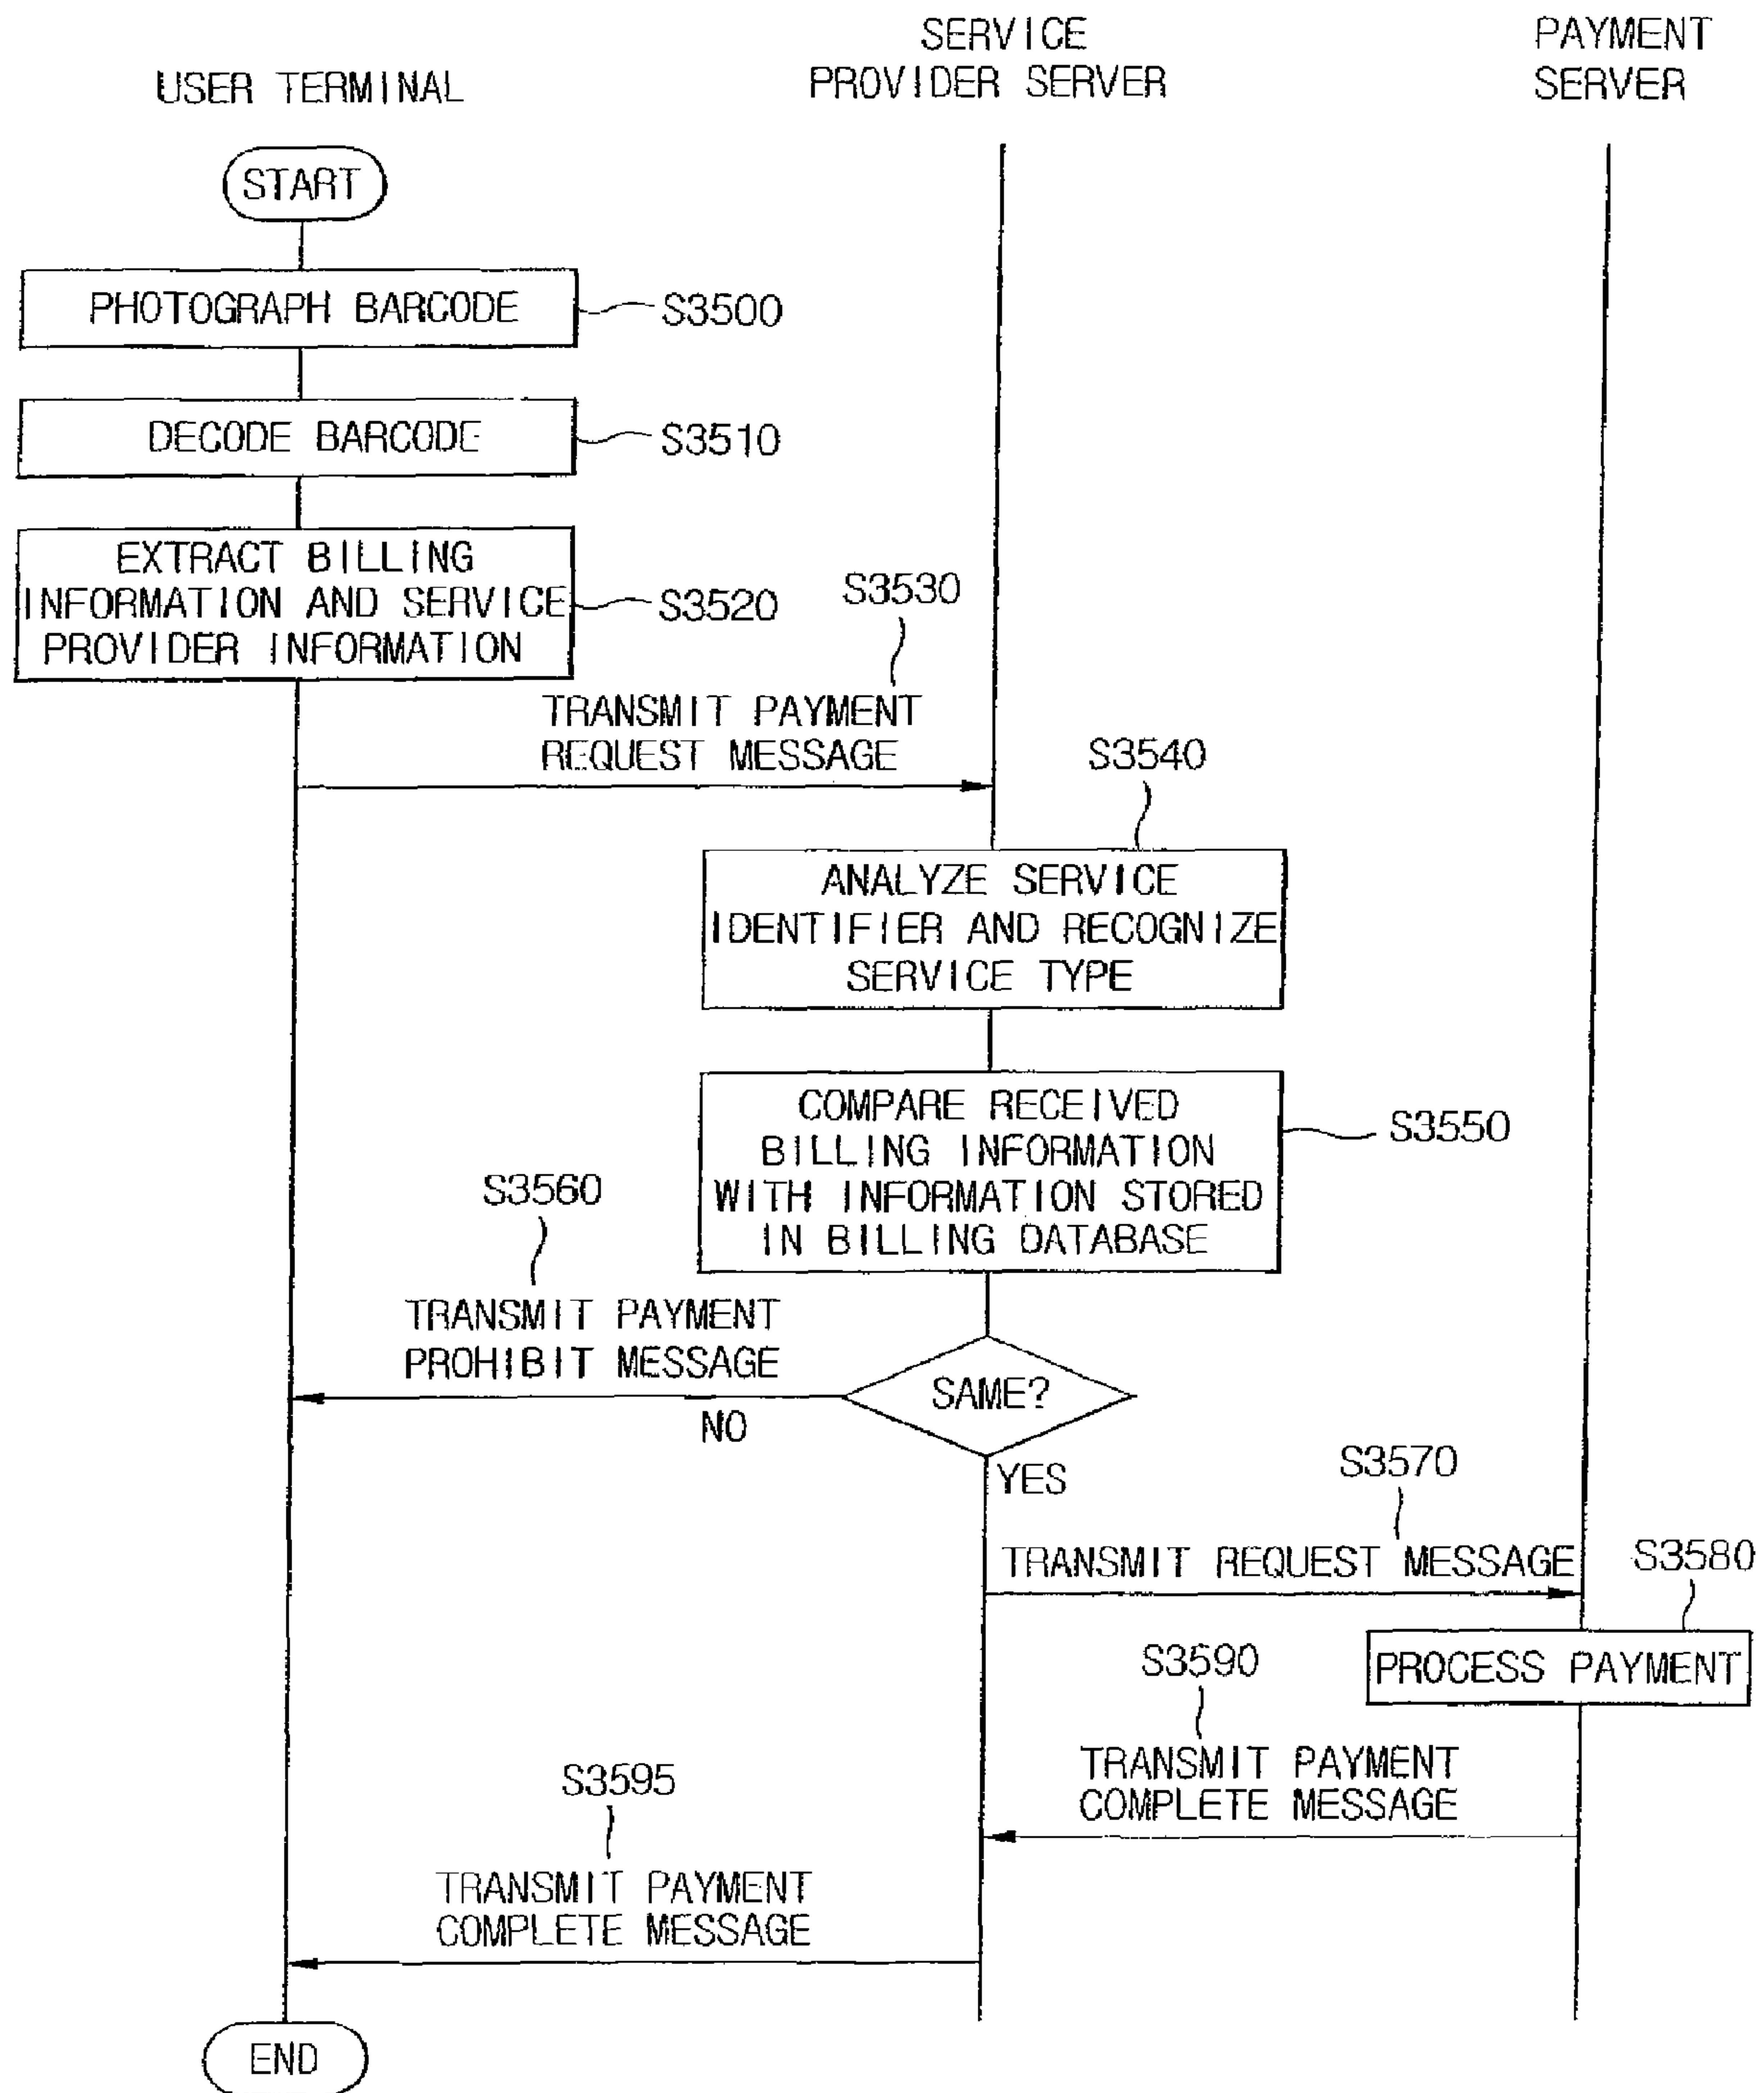 SERVICE
PROVIDER SERVER
PAYMENT
SERVER
USER TERMINAL
START
PHOTOGRAPH BARCODE
S3500
DECODE BARCODE
S3510
EXTRACT BILLING
INFORMATION AND SERVICE
PROVIDER INFORMATION
S3520
S3530
TRANSMIT PAYMENT
REQUEST MESSAGE
S3540
ANALYZE SERVICE
IDENTIFIER AND RECOGNIZE
SERVICE TYPE
COMPARE RECEIVED
BILLING INFORMATION
WITH INFORMATION STORED
IN BILLING DATABASE
S3550
S3560
TRANSMIT PAYMENT
PROHIBIT MESSAGE
SAME?
NO
YES
S3570
TRANSMIT REQUEST MESSAGE
S3580
PROCESS PAYMENT
S3590
TRANSMIT PAYMENT
COMPLETE MESSAGE
S3595
TRANSMIT PAYMENT
COMPLETE MESSAGE
END